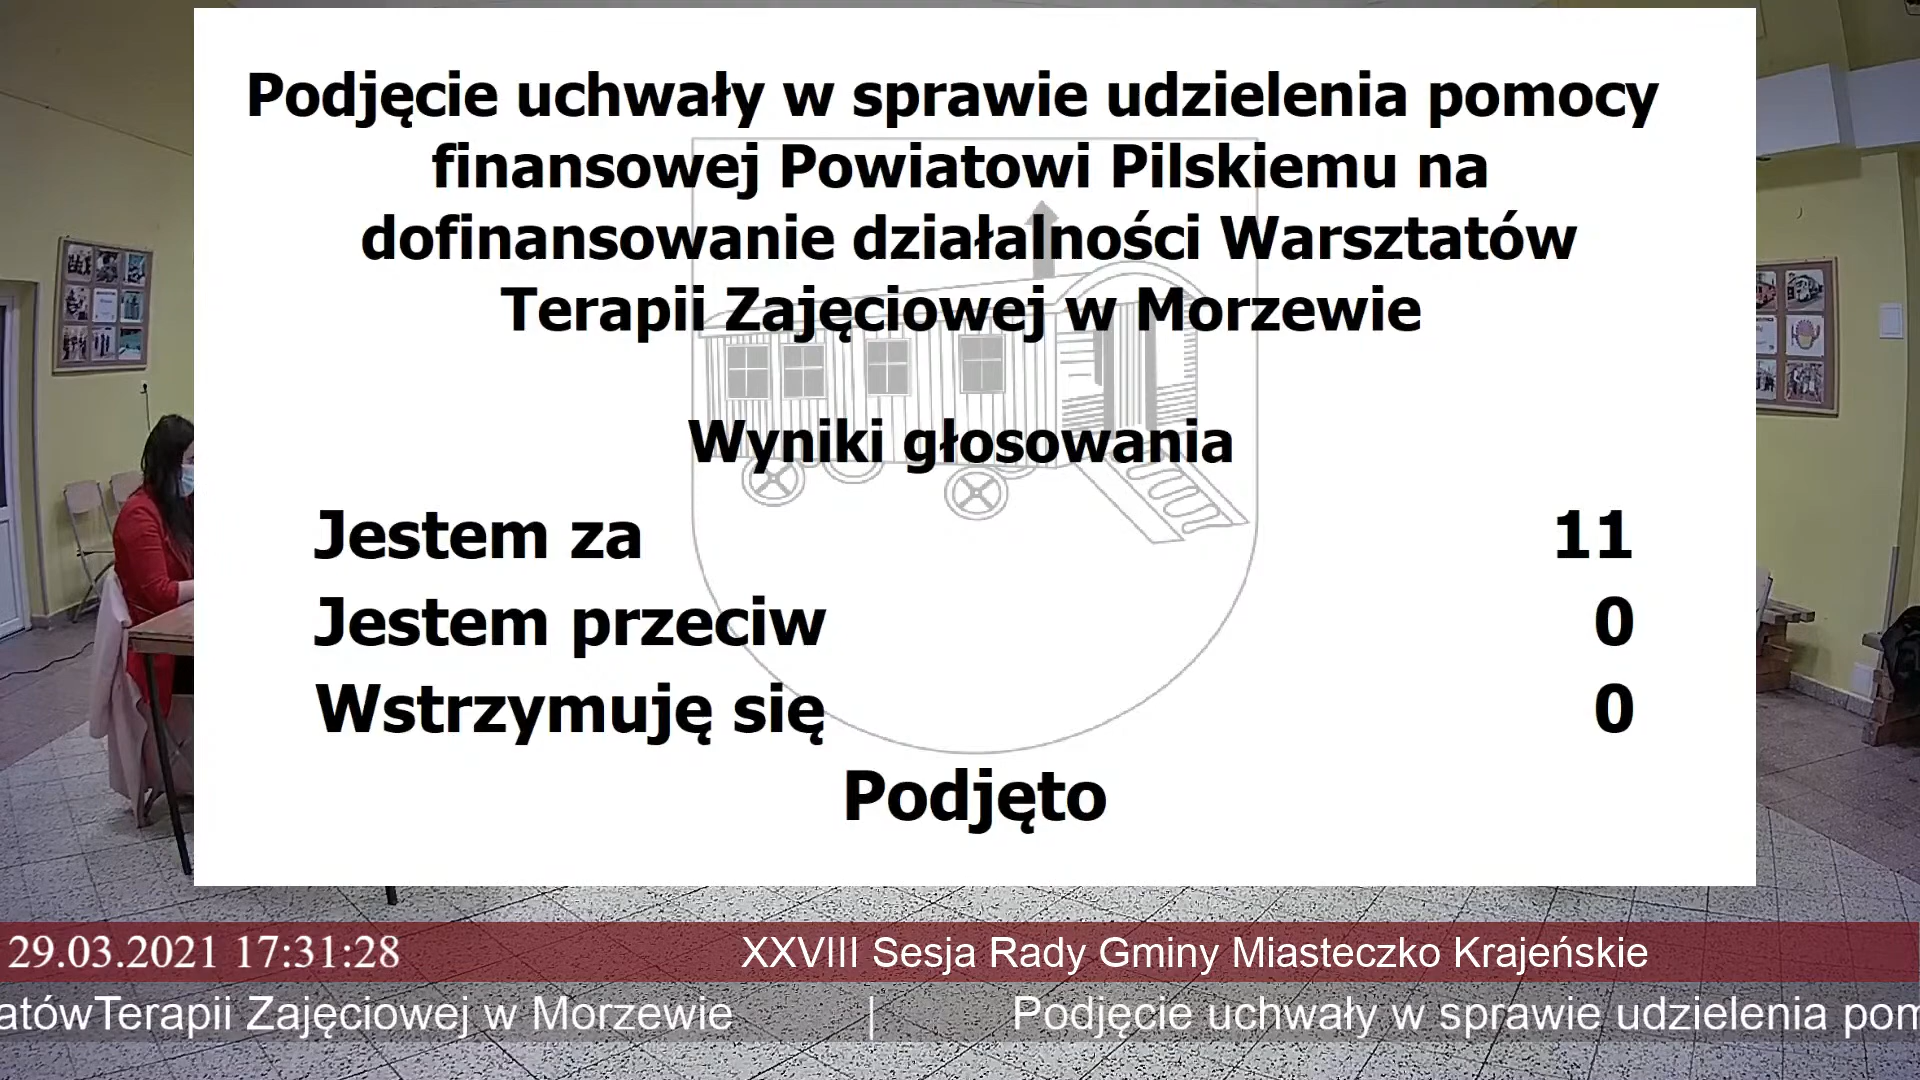 Podjęcie uchwały w sprawie udzielenia pomocy
finansowej Powiatowi Pilskiemu na
dofinansowanie działalności Warsztatów
Terapii Zajęciowej w Morzewie
Wyniki głosowania
Jestem za 11
Jestem przeciw 0
Wstrzymuję się 0
Podjęto
29.03.2021 17:31:28 XXVIII Sesja Rady Gminy Miasteczko Krajeńskie
atówTerapii Zajęciowej w Morzewie | Podjęcie uchwały w sprawie udzielenia pom